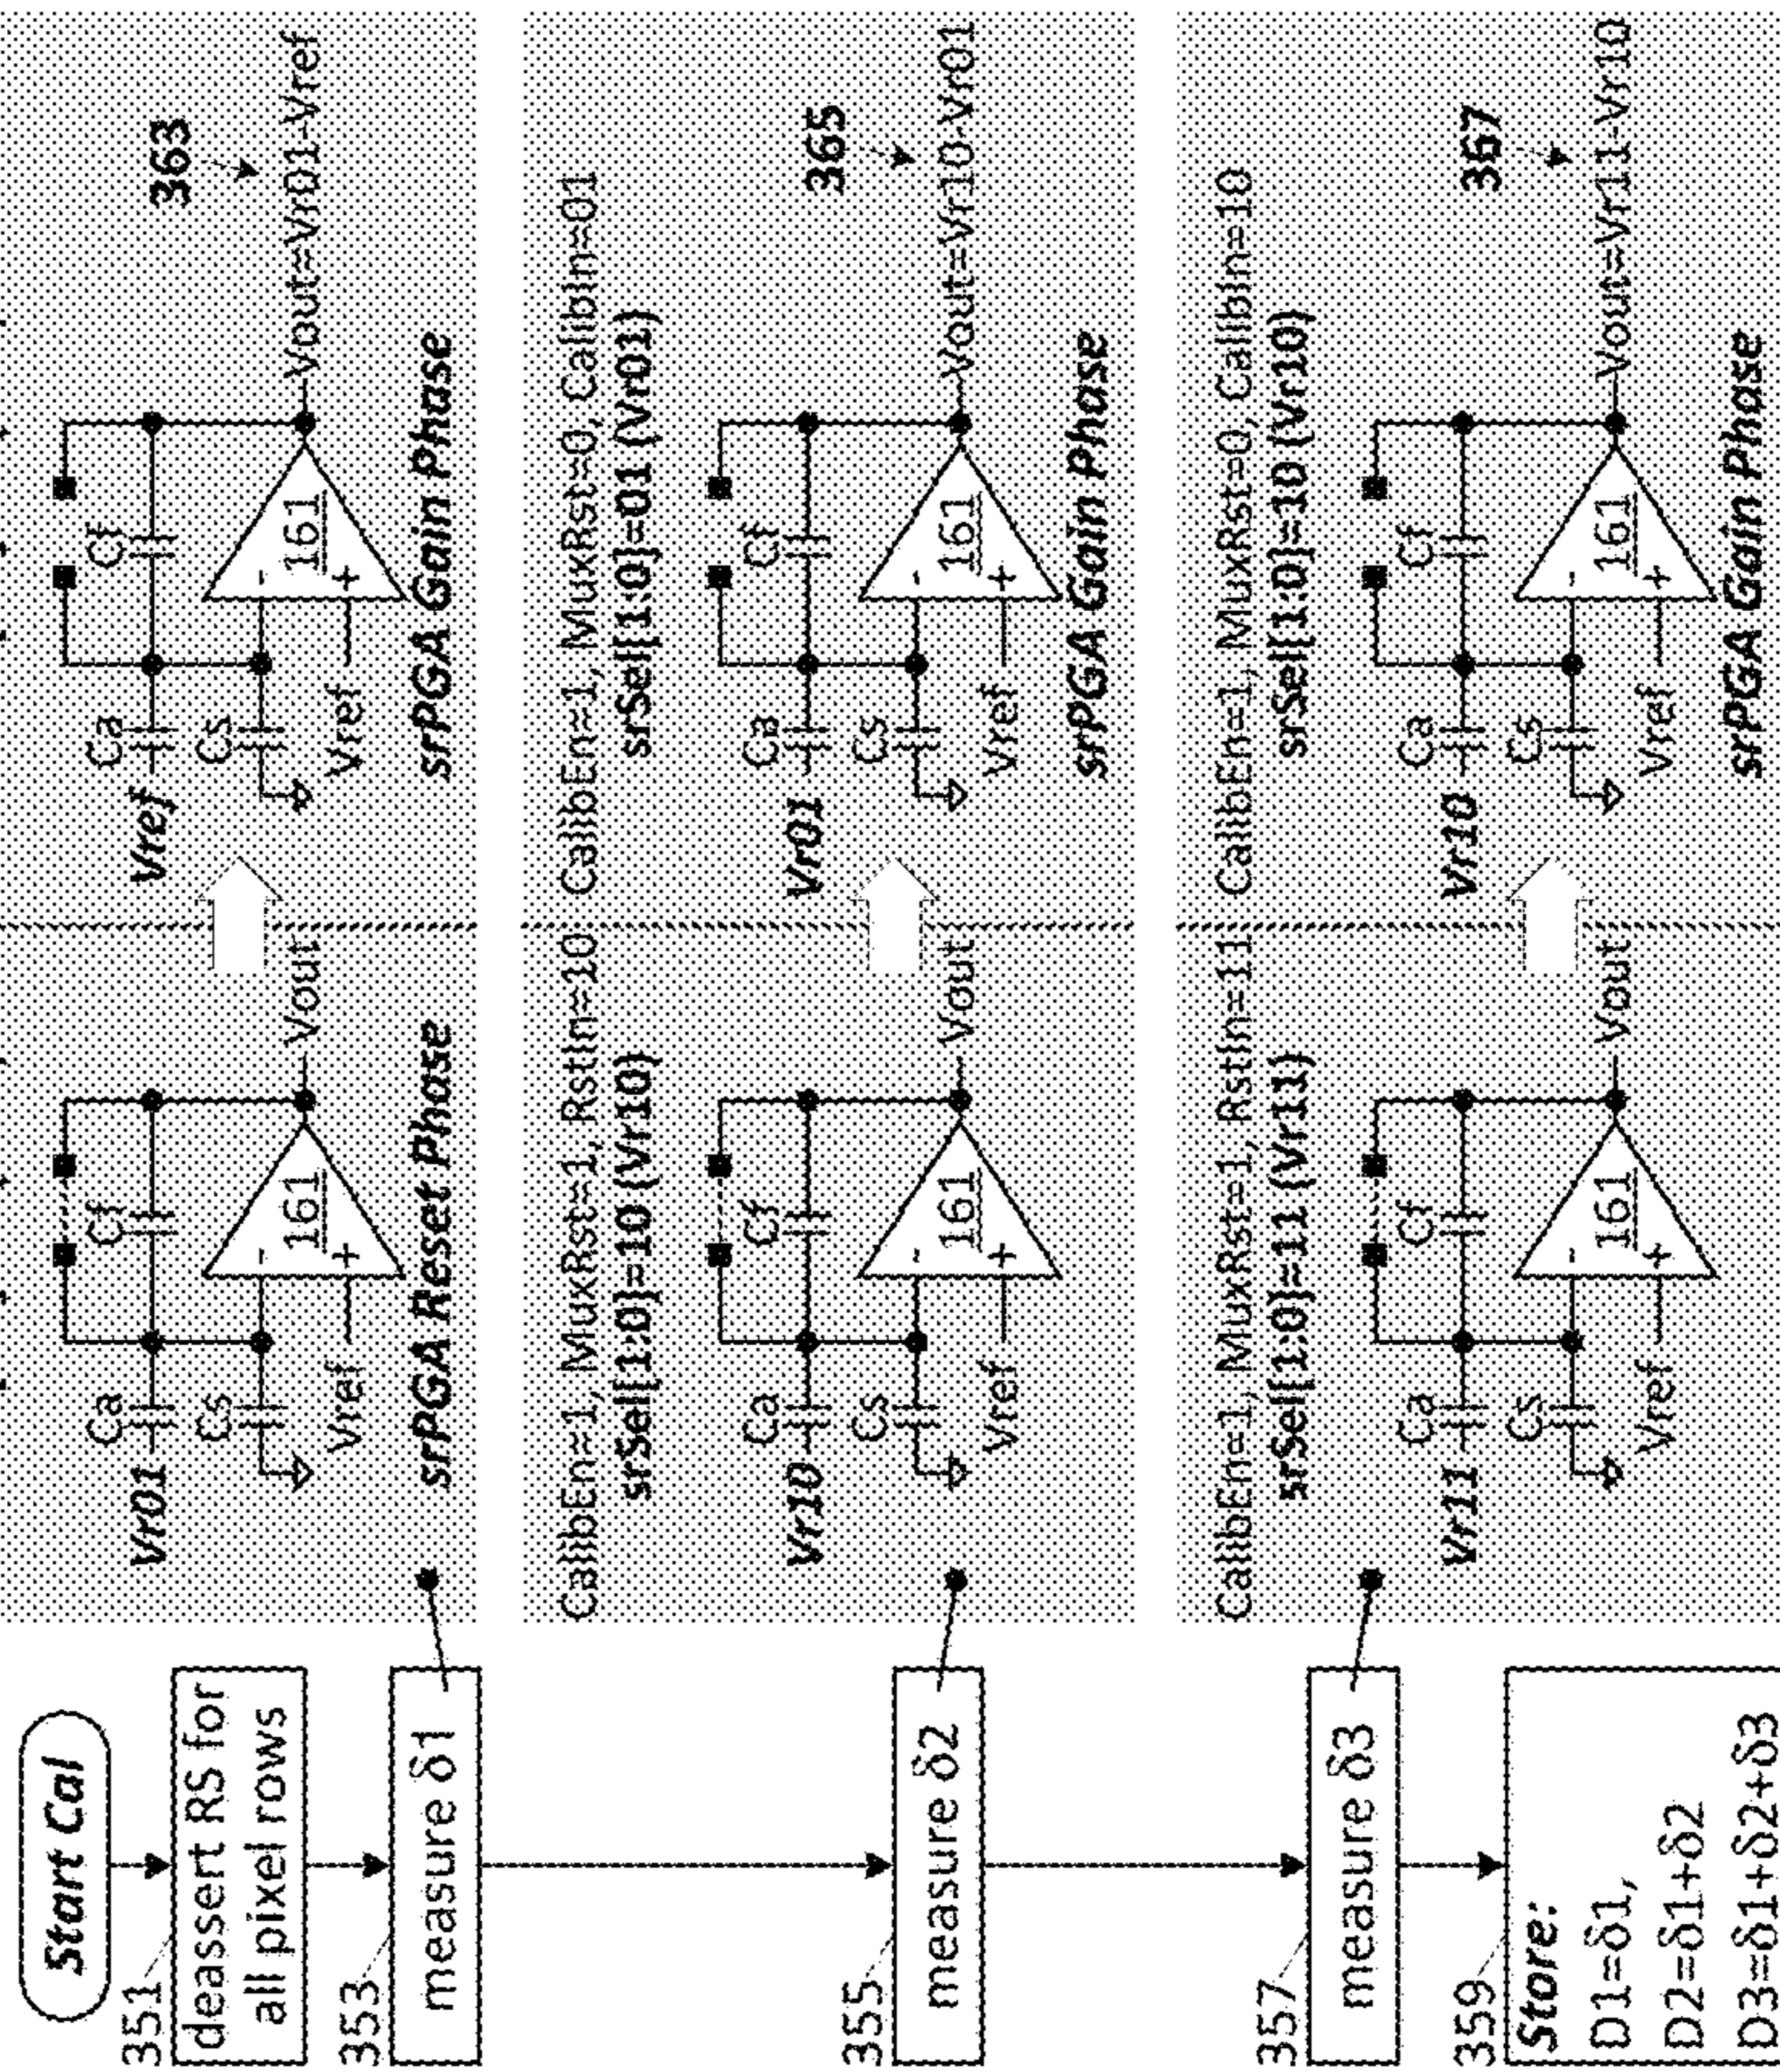 Start Cal
351
deassert RS for
all pixel rows
353
measure δ1
355
measure δ2
357
measure δ3
359
Store:
D1=δ1,
D2=δ1+δ2
D3=δ1+δ2+δ3
Vr01
Ca
Cf
Cs
161
-
+
Vref
Vout
srPGA Reset Phase
Vref
Ca
Cf
Cs
161
-
+
Vref
363
Vout=Vr01-Vref
srPGA Gain Phase
CalibEn=1, MuxRst=1, RstIn=10
srSel[1:0]=10 (Vr10)
Vr10
Ca
Cf
Cs
161
-
+
Vref
Vout
CalibEn=1, MuxRst=0, CalibIn=01
srSel[1:0]=01 (Vr01)
Vr01
Ca
Cf
Cs
161
-
+
Vref
365
Vout=Vr10-Vr01
srPGA Gain Phase
CalibEn=1, MuxRst=1, RstIn=11
srSel[1:0]=11 (Vr11)
Vr11
Ca
Cf
Cs
161
-
+
Vref
Vout
CalibEn=1, MuxRst=0, CalibIn=10
srSel[1:0]=10 (Vr10)
Vr10
Ca
Cf
Cs
161
-
+
Vref
367
Vout=Vr11-Vr10
srPGA Gain Phase